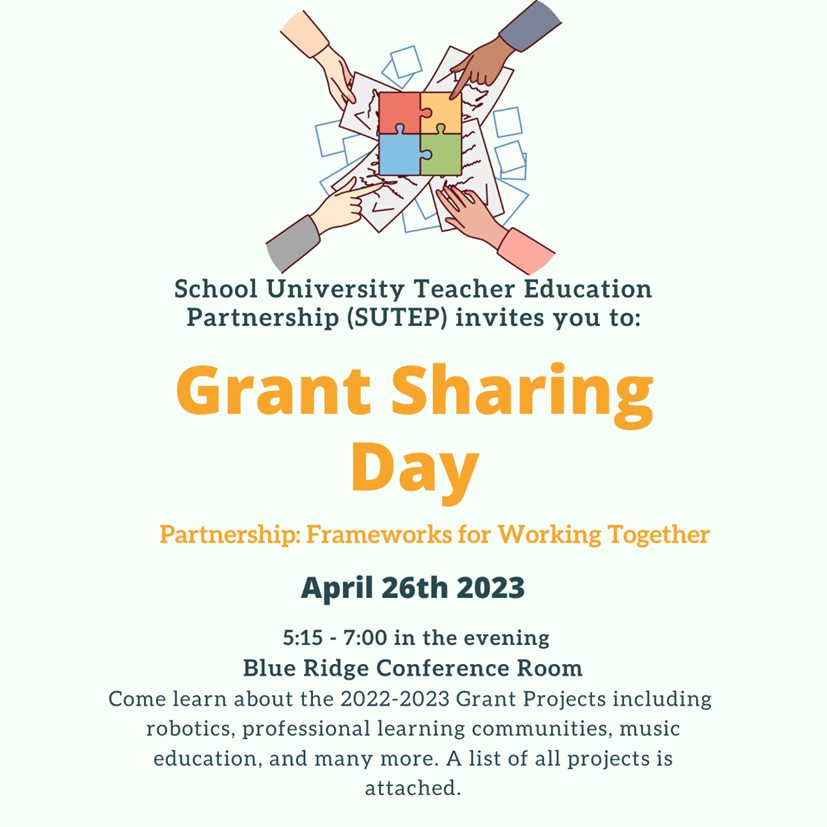 School University Teacher Education
Partnership (SUTEP) invites you to:
Grant Sharing
Day
Partnership: Frameworks for Working Together
April 26th 2023
5:15 - 7:00 in the evening
Blue Ridge Conference Room
Come learn about the 2022-2023 Grant Projects including
robotics, professional learning communities, music
education, and many more. A list of all projects is
attached.